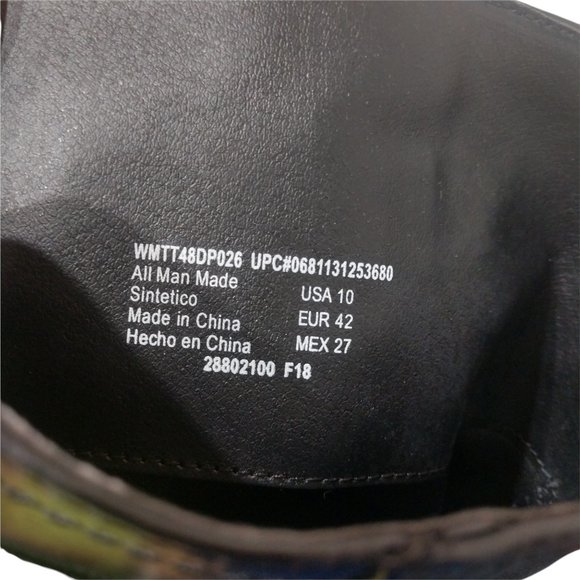 WMTT48DP026 UPC#0681131253680
All Man Made
Sintetico USA 10
Made in China EUR 42
Hecho en China MEX 27
28802100 F18